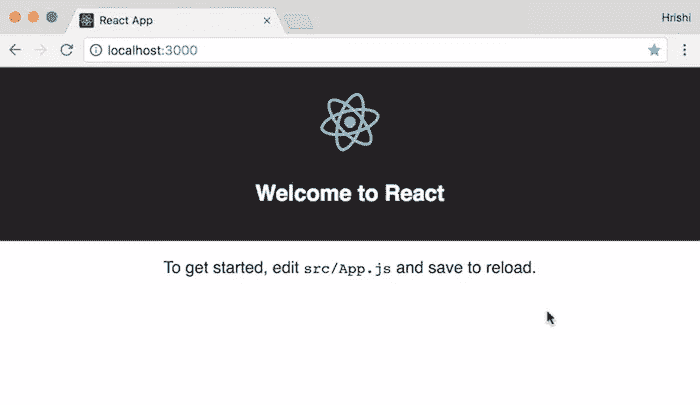 React App
Hrishi
localhost:3000
Welcome to React
To get started, edit src/App.js and save to reload.